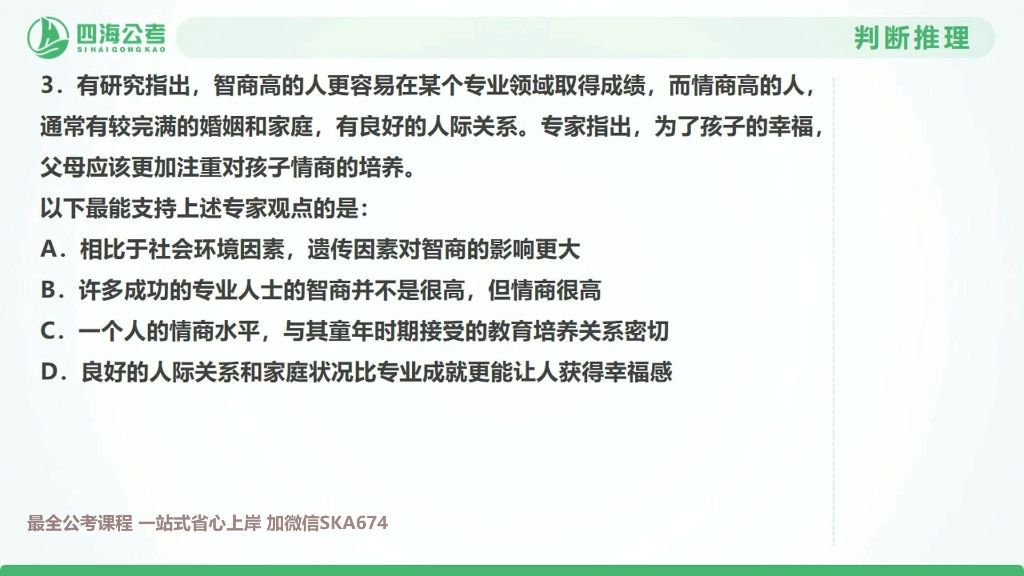 四海公考
SIHAIGONGKAO
判断推理
3．有研究指出，智商高的人更容易在某个专业领域取得成绩，而情商高的人，
通常有较完满的婚姻和家庭，有良好的人际关系。专家指出，为了孩子的幸福，
父母应该更加注重对孩子情商的培养。
以下最能支持上述专家观点的是：
A．相比于社会环境因素，遗传因素对智商的影响更大
B．许多成功的专业人士的智商并不是很高，但情商很高
C．一个人的情商水平，与其童年时期接受的教育培养关系密切
D．良好的人际关系和家庭状况比专业成就更能让人获得幸福感
最全公考课程 一站式省心上岸 加微信SKA674